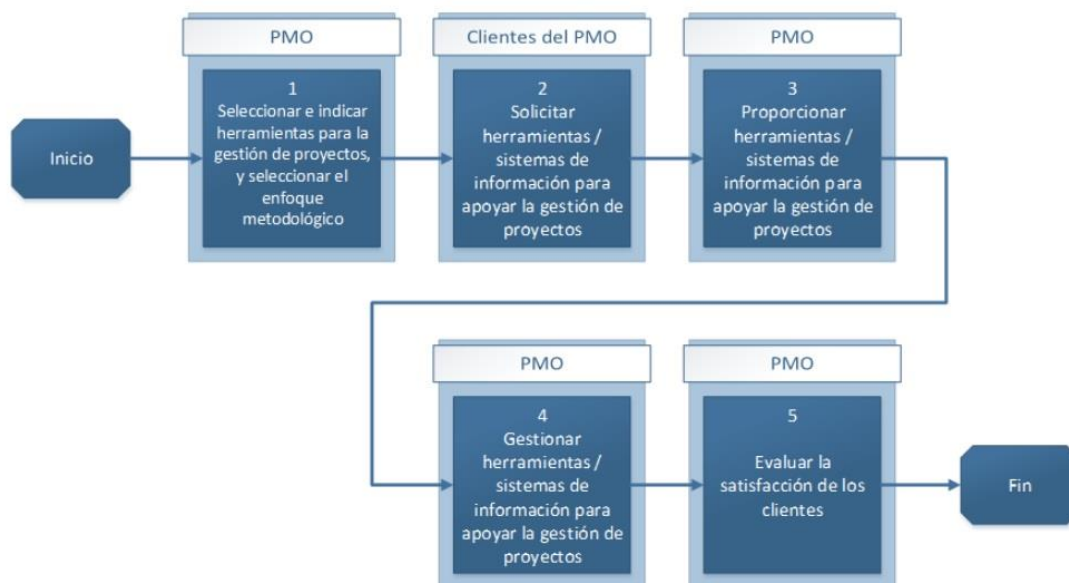 PMO
1
Seleccionar e indicar
herramientas para la
gestión de proyectos,
y seleccionar el
enfoque
metodológico
Clientes del PMO
2
Solicitar
herramientas /
sistemas de
información para
apoyar la gestión de
proyectos
PMO
3
Proporcionar
herramientas /
sistemas de
información para
apoyar la gestión de
proyectos
Inicio
PMO
4
Gestionar
herramientas /
sistemas de
información para
apoyar la gestión de
proyectos
PMO
5
Evaluar la
satisfacción de los
clientes
Fin